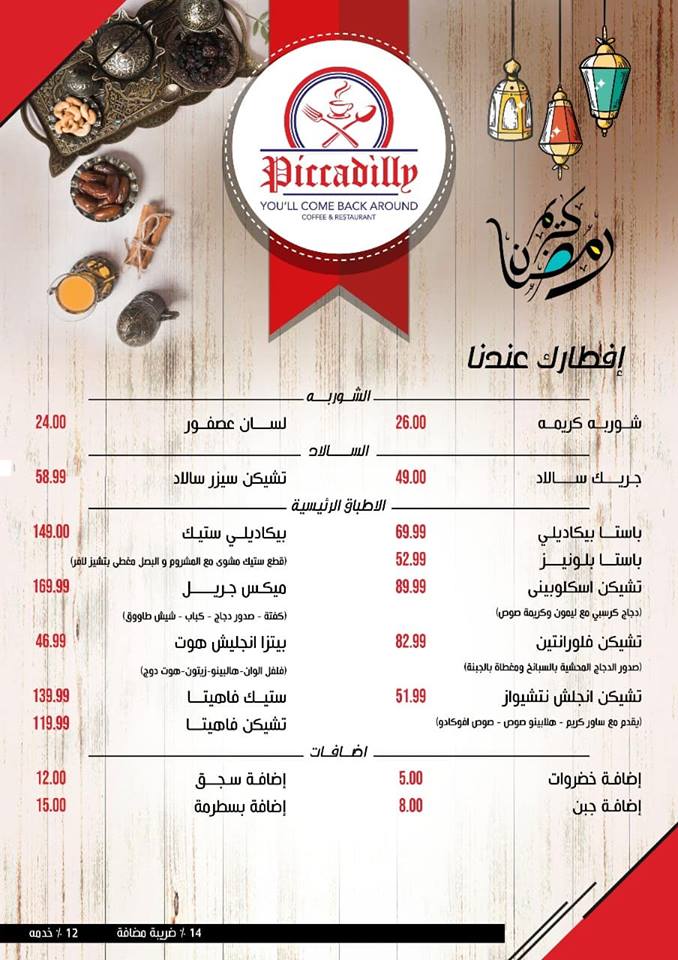 Piccadilly
YOU'LL COME BACK AROUND
COFFEE & RESTAURANT
رمضان كريم
إفطارك عندنا
الشوربه
شوربه كريمه 26.00
لسان عصفور 24.00
السالاد
جريك سالاد 49.00
تشيكن سيزر سالاد 58.99
الاطباق الرئيسية
باستا بيكاديلي 69.99
بيكاديلي ستيك 149.00
(قطع ستيك مشوى مع المشروم و البصل مغطى بتشيز لافر)
باستا بلونيز 52.99
تشيكن اسكلوبينى 89.99
(دجاج كرسبي مع ليمون وكريمة صوص)
ميكس جريل 169.99
(كفتة - صدور دجاج - كباب - شيش طاووق)
تشيكن فلورانتين 82.99
(صدور الدجاج المحشية بالسبانخ ومغطاة بالجبنة)
بيتزا انجليش هوت 46.99
(فلفل الوان-هالبينو-زيتون-هوت دوج)
تشيكن انجلش نتشيواز 51.99
(يقدم مع ساور كريم - هلابينو صوص - صوص افوكادو)
ستيك فاهيتا 139.99
تشيكن فاهيتا 119.99
اضافات
إضافة خضروات 5.00
إضافة سجق 12.00
إضافة جبن 8.00
إضافة بسطرمة 15.00
14 ٪ ضريبة مضافة 12 ٪ خدمه